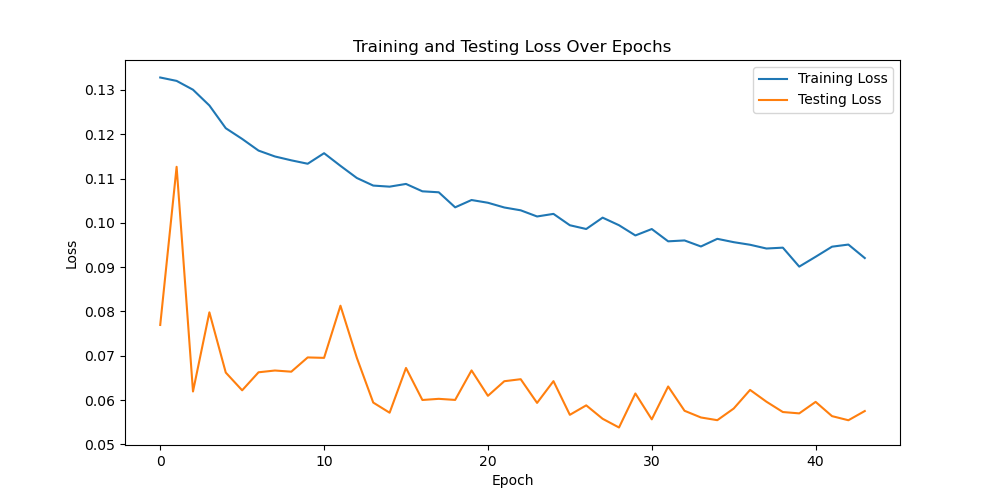 Training and Testing Loss Over Epochs
Training Loss
Testing Loss
0.13
0.12
0.11
0.10
0.09
0.08
0.07
0.06
0.05
Loss
0
10
20
30
40
Epoch